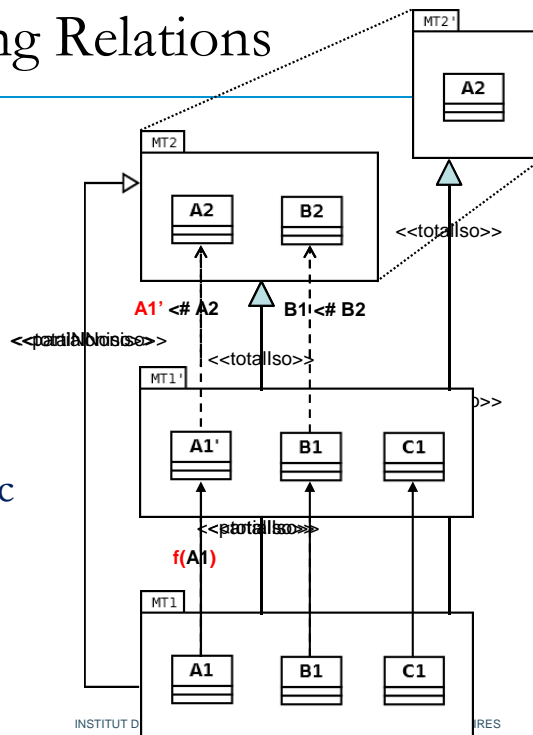 ng Relations
MT2'
A2
MT2
A2
B2
<<totalIso>>
A1' <# A2
B1 <# B2
<<totalIso>>
MT1'
o>>
A1'
B1
C1
c
f(A1)
MT1
A1
B1
C1
INSTITUT D
IRES